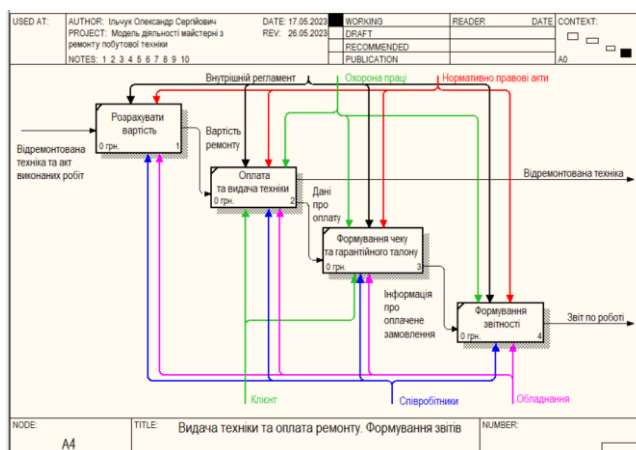 USED AT:
AUTHOR: Ільчук Олександр Сергійович
DATE: 17.05.2023
PROJECT: Модель діяльності майстерні з
ремонту побутової техніки
REV: 26.05.2023
NOTES: 1 2 3 4 5 6 7 8 9 10
WORKING
DRAFT
RECOMMENDED
PUBLICATION
READER
DATE
CONTEXT:
A0
Внутрішній регламент
Охорона праці
Нормативно правові акти
Розрахувати
вартість
0 грн.
1
Відремонтована
техніка та акт
виконаних робіт
Вартість
ремонту
Оплата
та видача техніки
0 грн.
2
Відремонтована техніка
Дані
про
оплату
Формування чеку
та гарантійного талону
0 грн.
3
Інформація
про
оплачене
замовлення
Формування
звітності
0 грн.
4
Звіт по роботі
Клієнт
Співробітники
Обладнання
NODE:
A4
TITLE:
Видача техніки та оплата ремонту. Формування звітів
NUMBER: